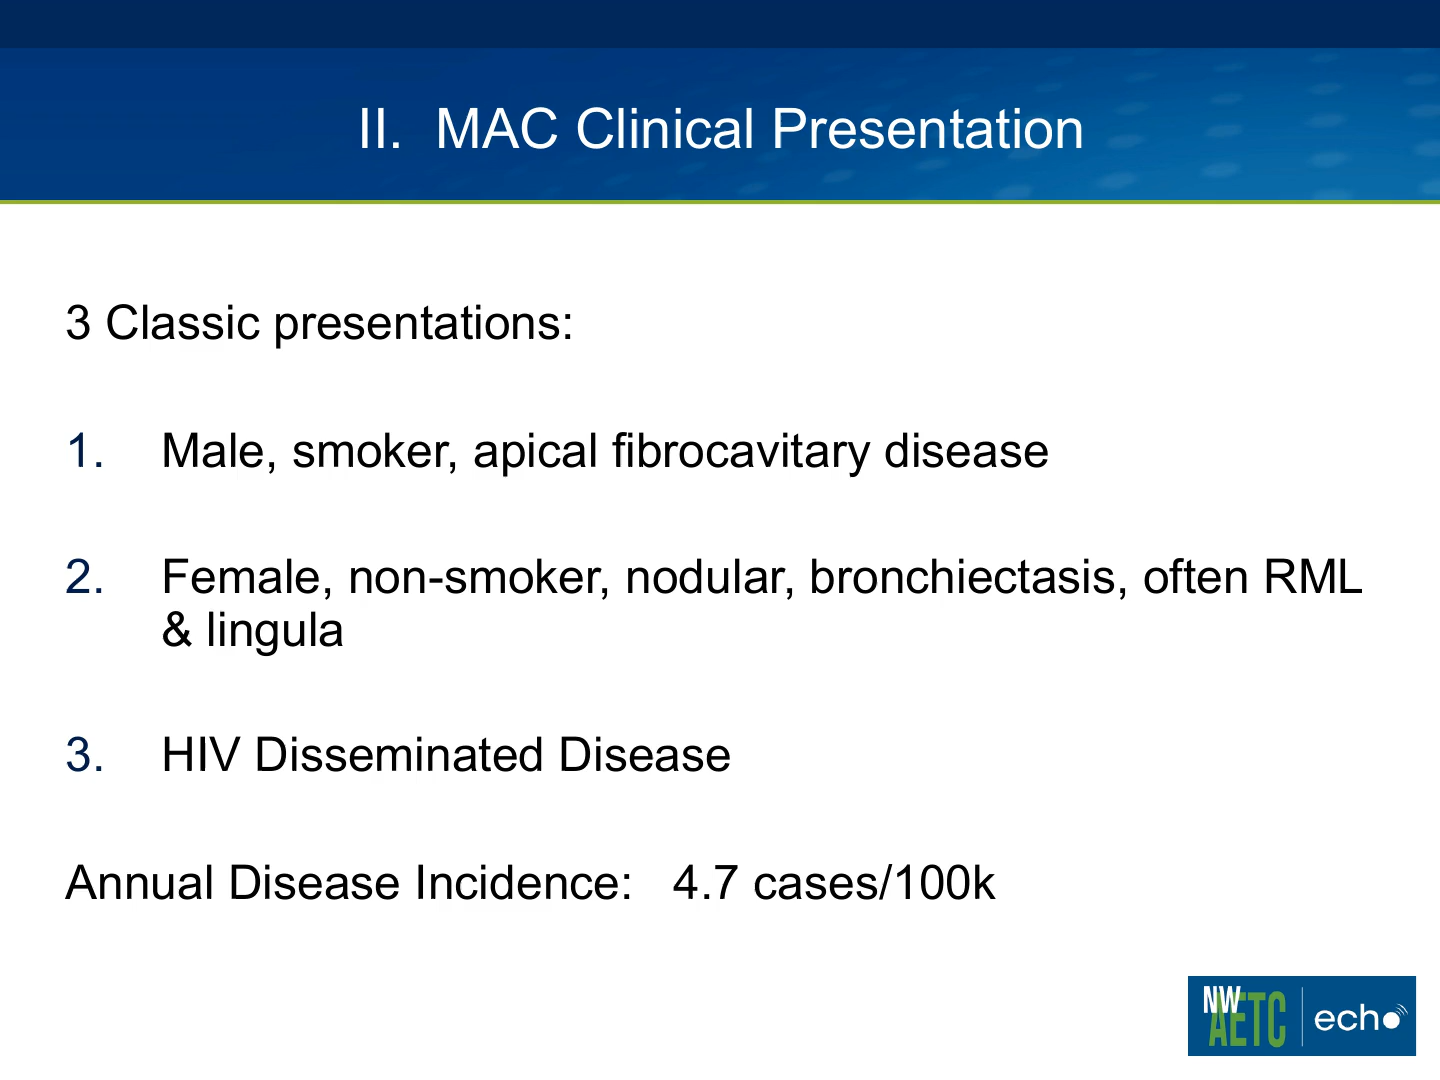 II.  MAC Clinical Presentation
3 Classic presentations:
1. Male, smoker, apical fibrocavitary disease
2. Female, non-smoker, nodular, bronchiectasis, often RML
& lingula
3. HIV Disseminated Disease
Annual Disease Incidence:   4.7 cases/100k
NW
AETC
echo